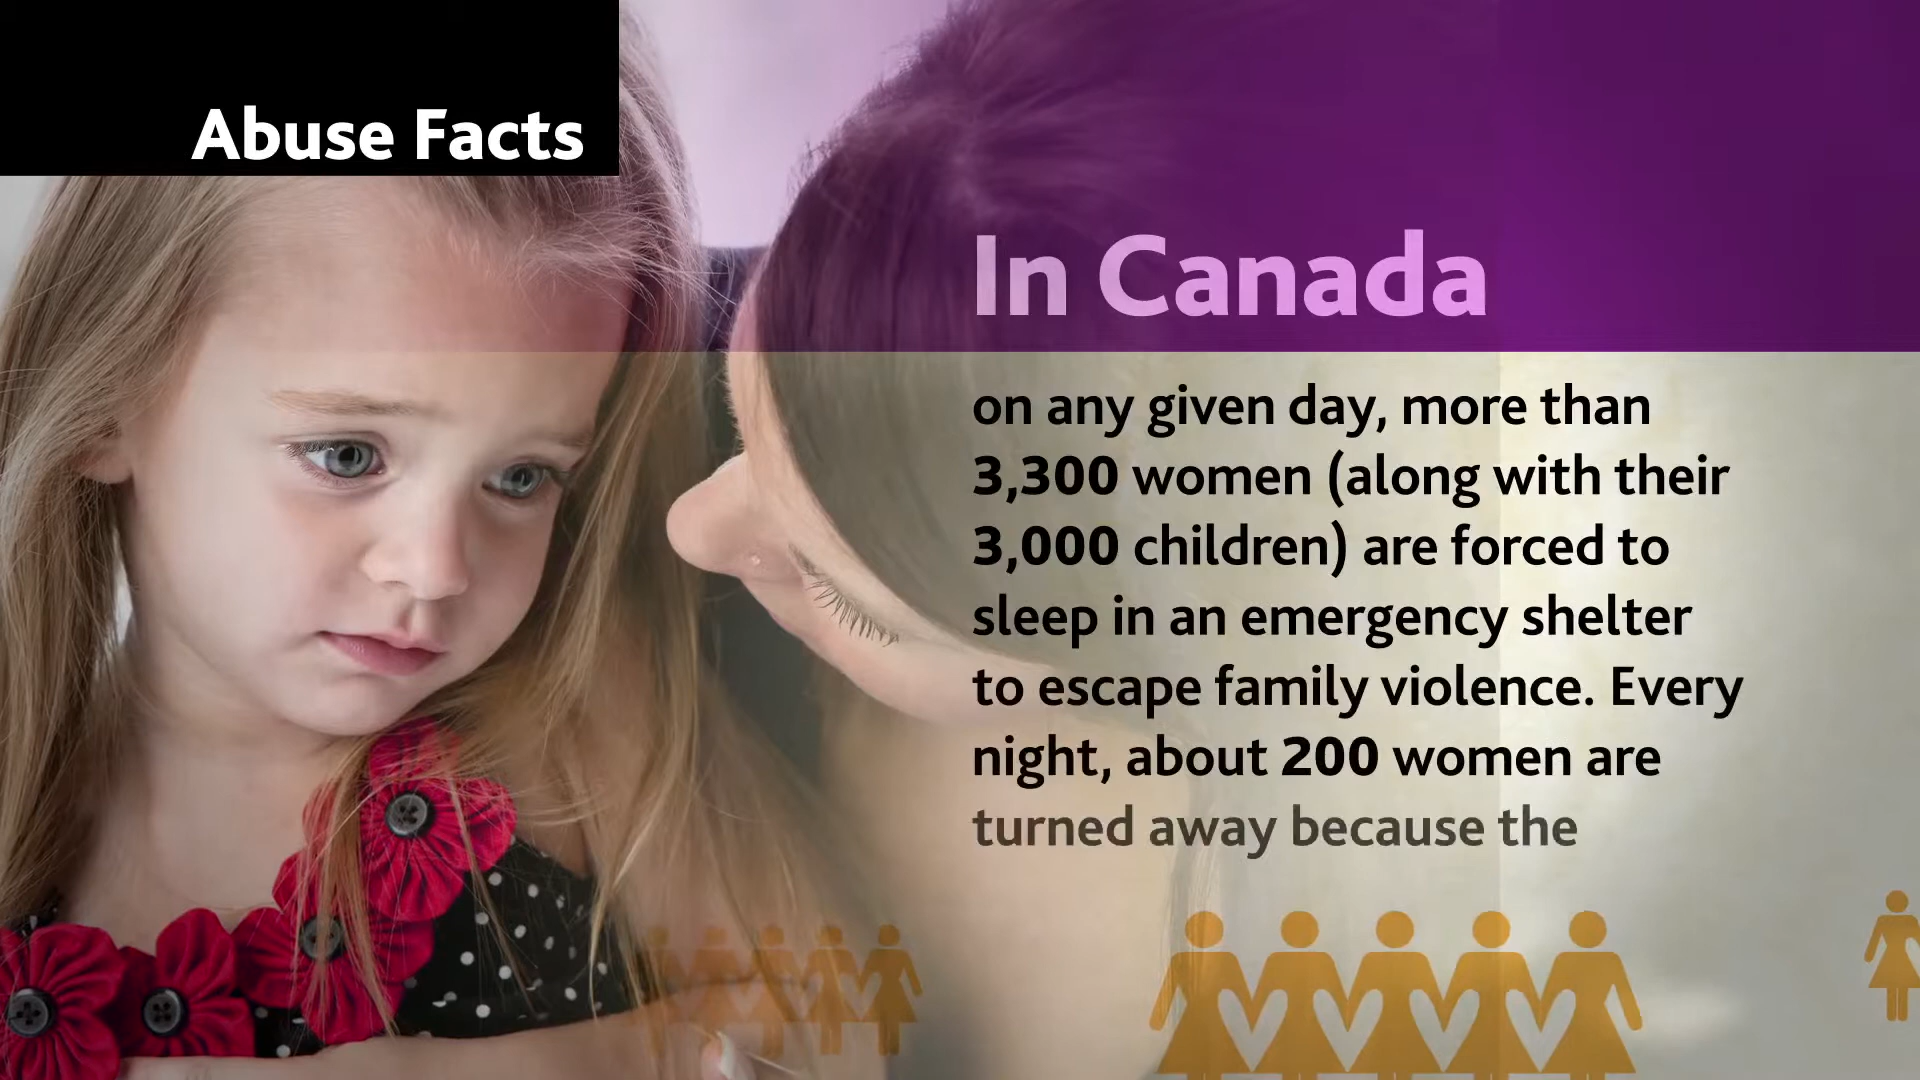 Abuse Facts
In Canada
on any given day, more than
3,300 women (along with their
3,000 children) are forced to
sleep in an emergency shelter
to escape family violence. Every
night, about 200 women are
turned away because the